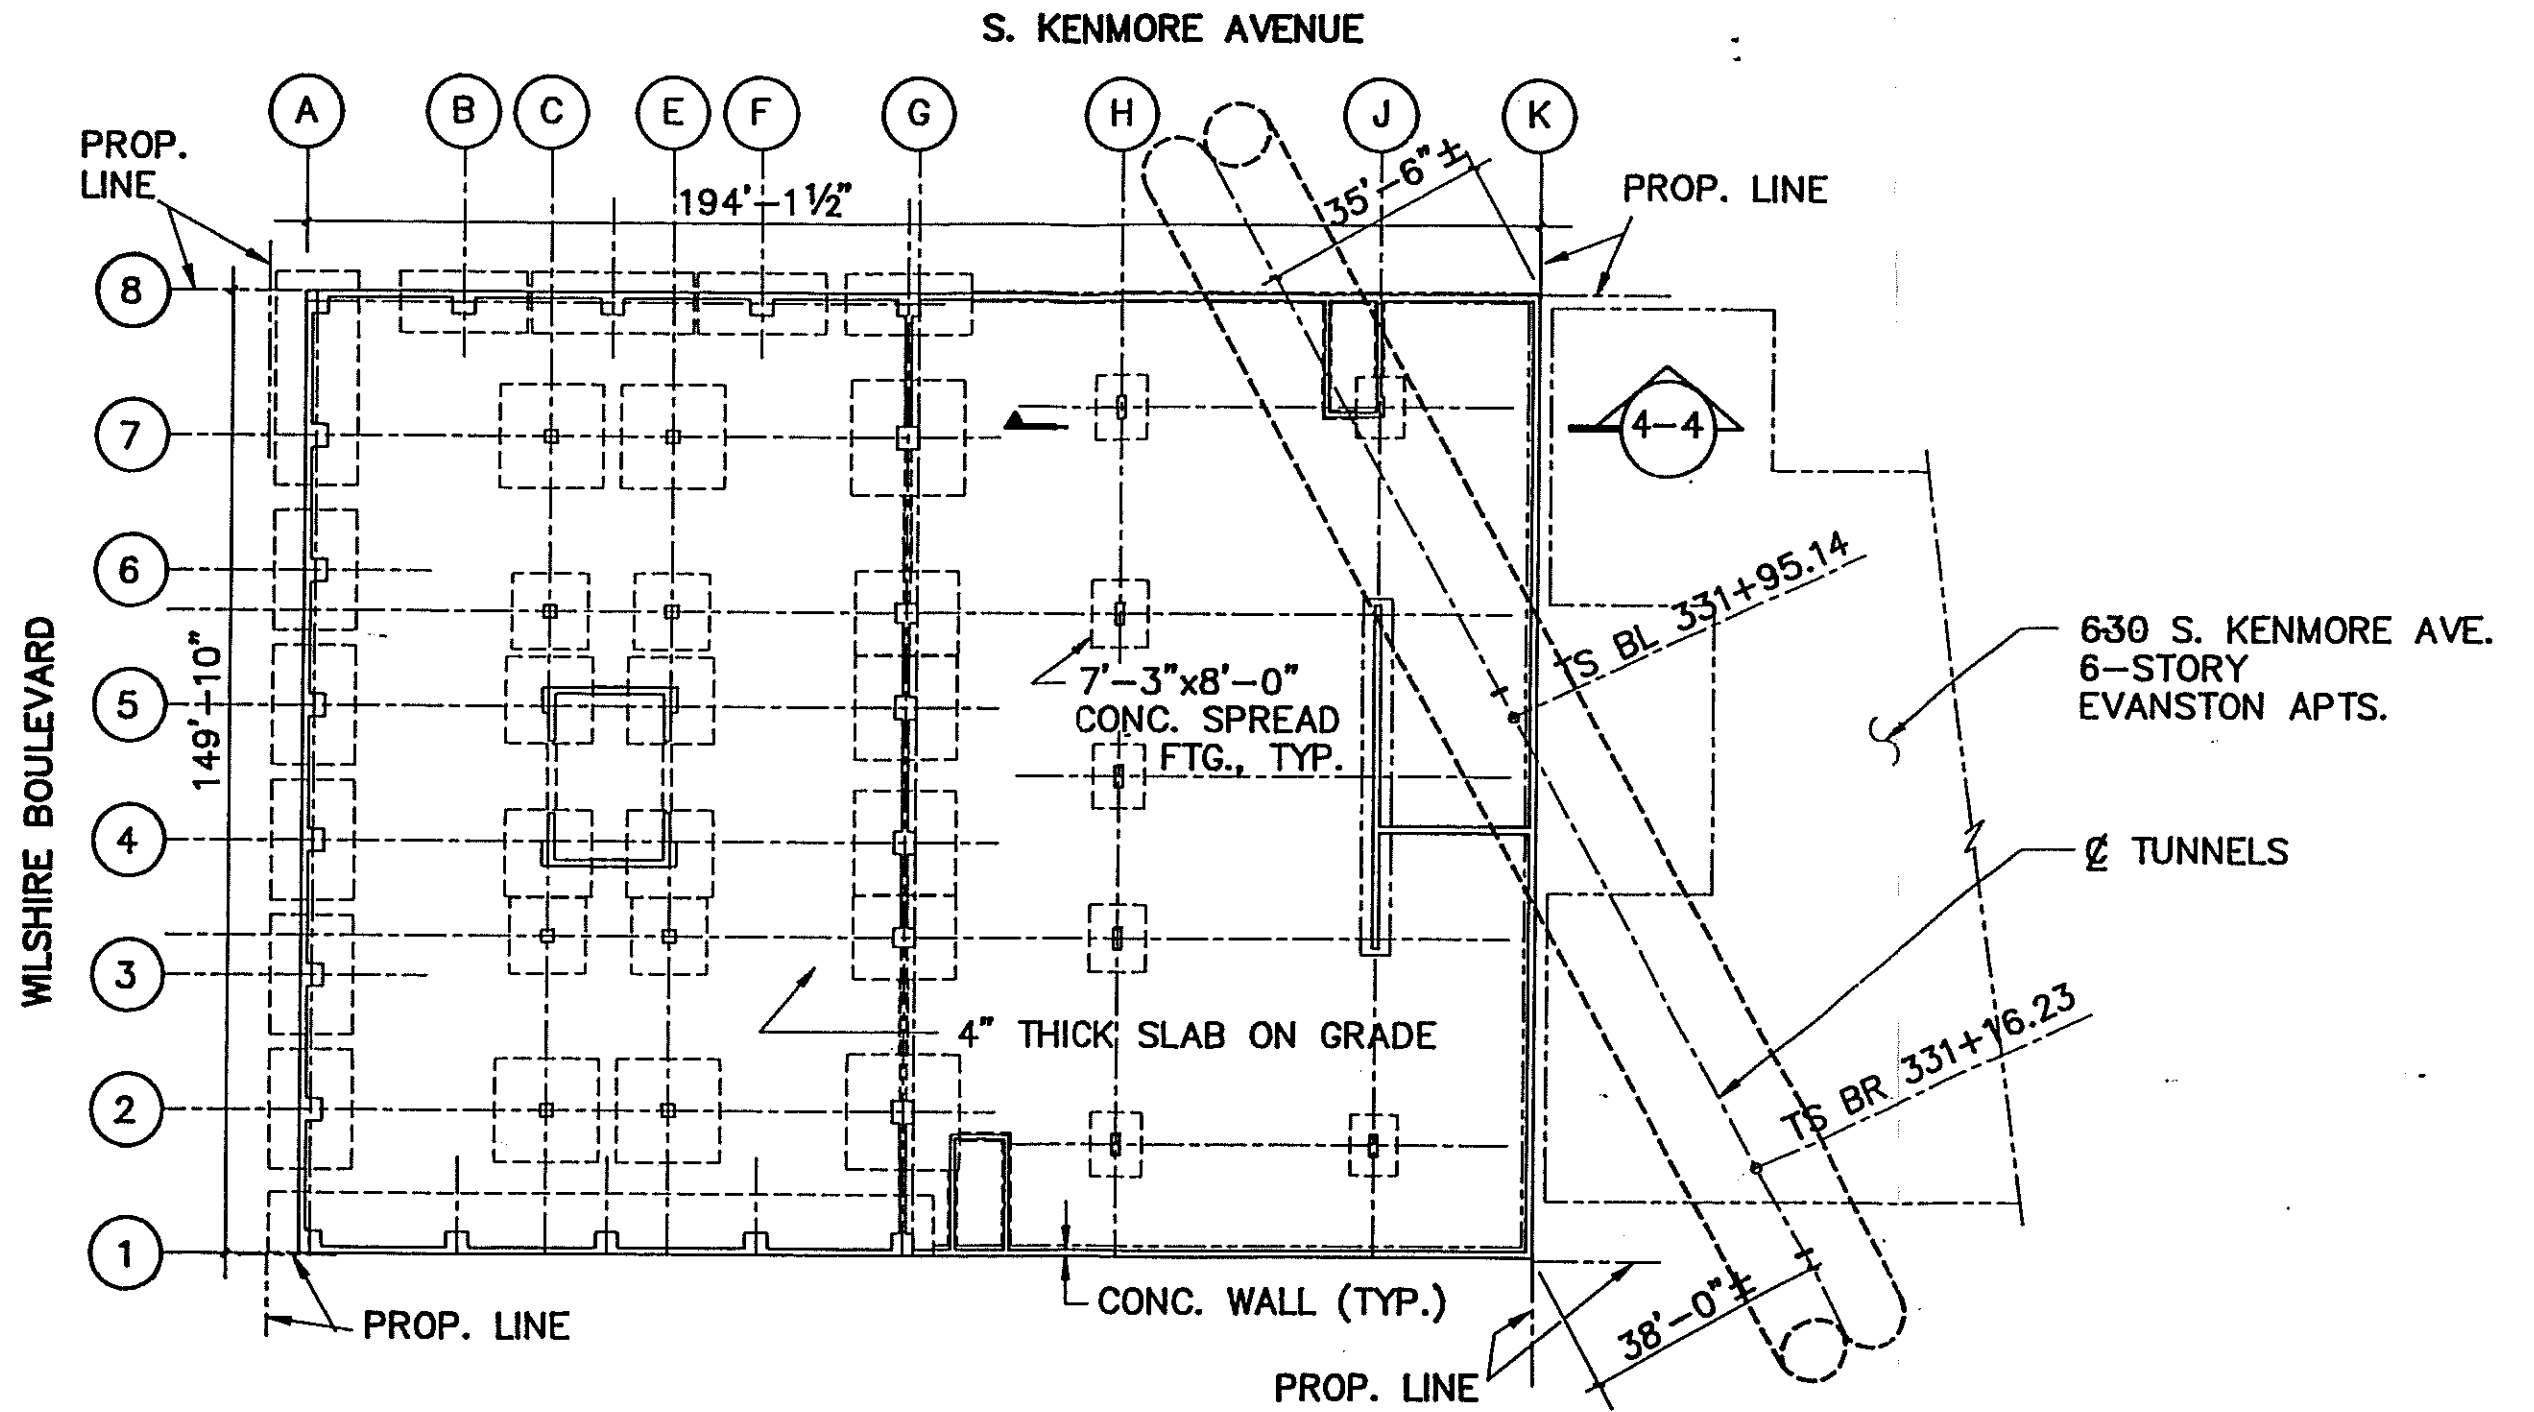 S. KENMORE AVENUE
A B C E F G H J K
PROP.
LINE
194'-1½"
35'-6"±
PROP. LINE
8
7
4-4
6
TS BL 331+95.14
630 S. KENMORE AVE.
6-STORY
EVANSTON APTS.
WILSHIRE BOULEVARD
149'-10"
5
7'-3"x8'-0"
CONC. SPREAD
FTG., TYP.
4
℄ TUNNELS
3
4" THICK SLAB ON GRADE
TS BR 331+16.23
2
1
CONC. WALL (TYP.)
PROP. LINE
38'-0"±
PROP. LINE